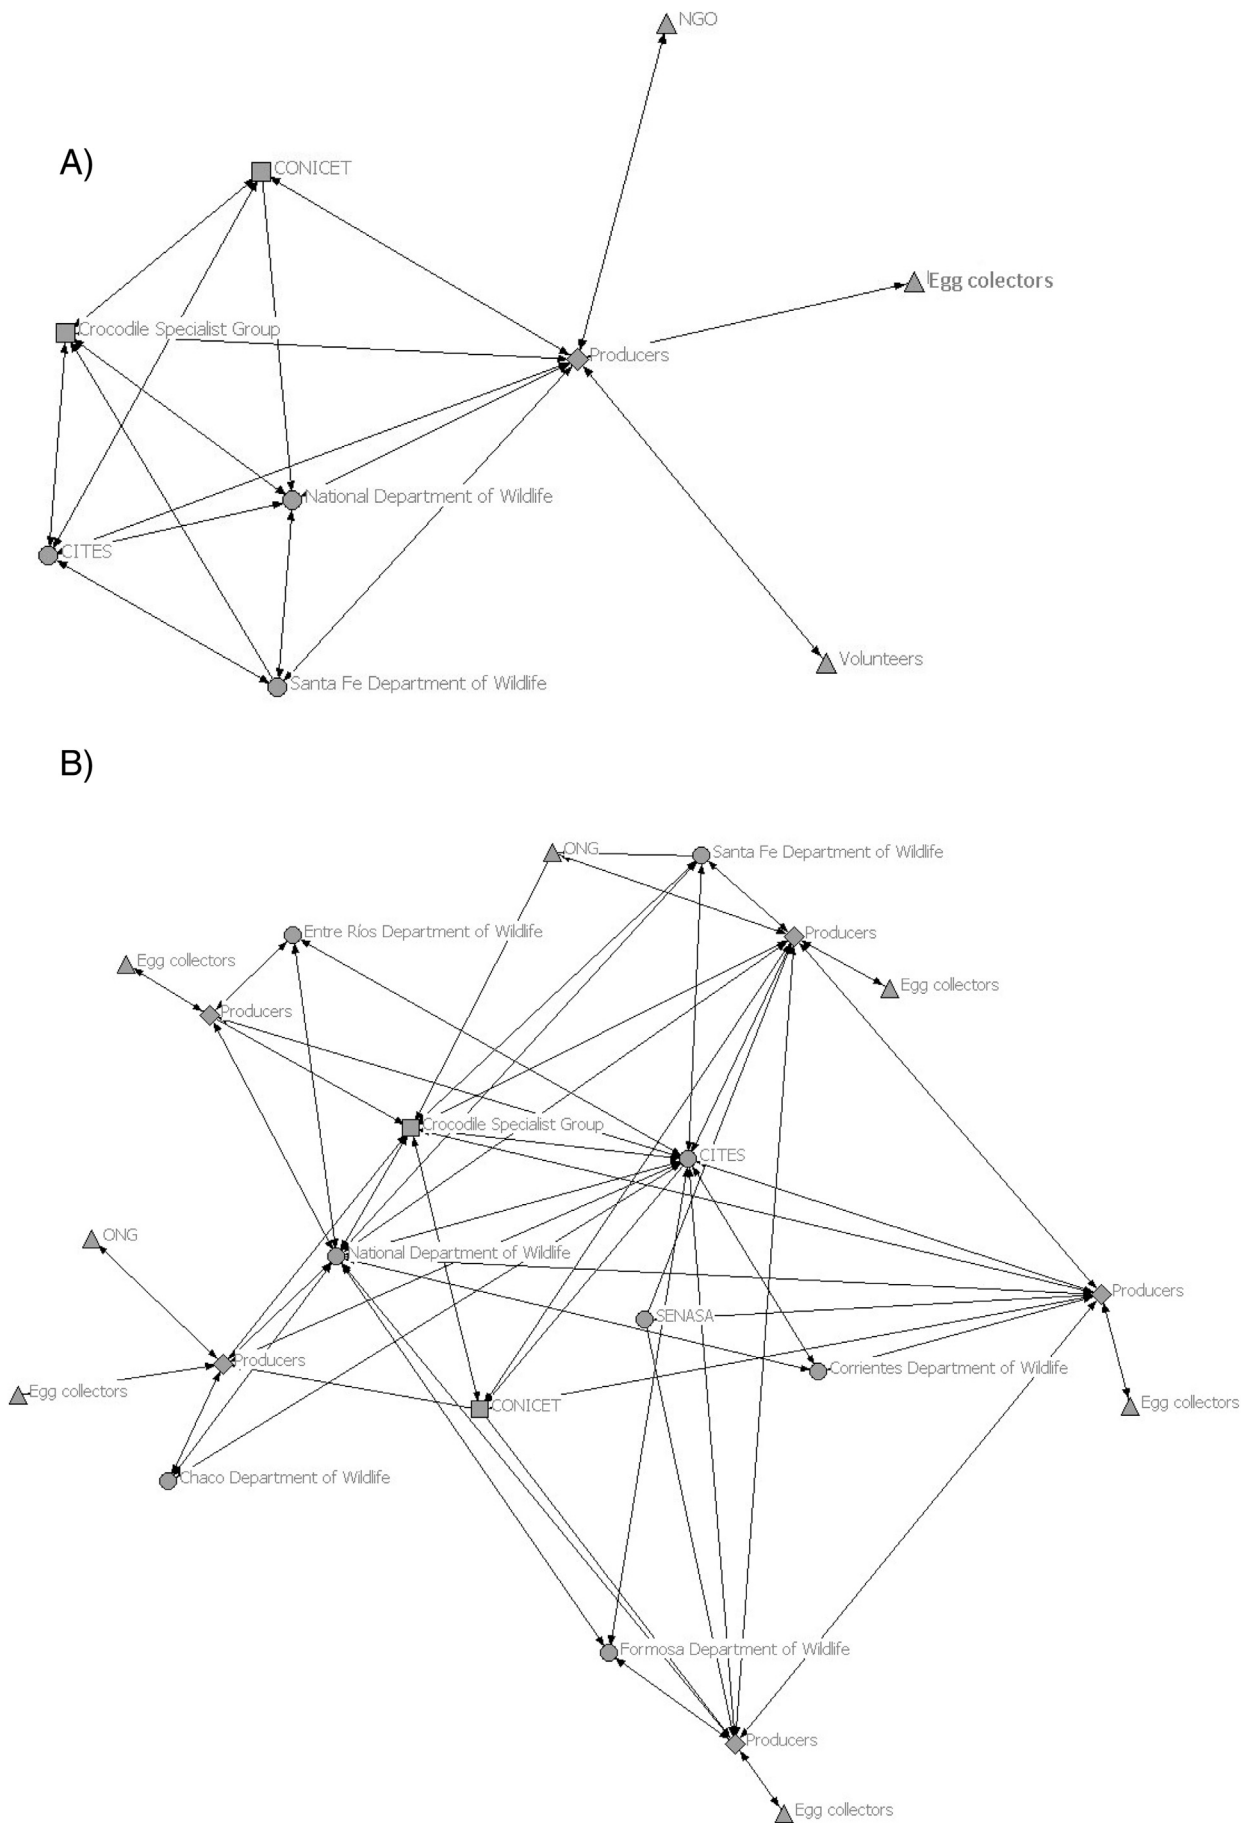 NGO
A)
CONICET
Egg colectors
Crocodile Specialist Group
Producers
National Department of Wildlife
CITES
Volunteers
Santa Fe Department of Wildlife
B)
ONG
Santa Fe Department of Wildlife
Entre Ríos Department of Wildlife
Producers
Egg collectors
Egg collectors
Producers
Crocodile Specialist Group
CITES
ONG
National Department of Wildlife
Producers
SENASA
Producers
Corrientes Department of Wildlife
Egg collectors
CONICET
Egg collectors
Chaco Department of Wildlife
Formosa Department of Wildlife
Producers
Egg collectors